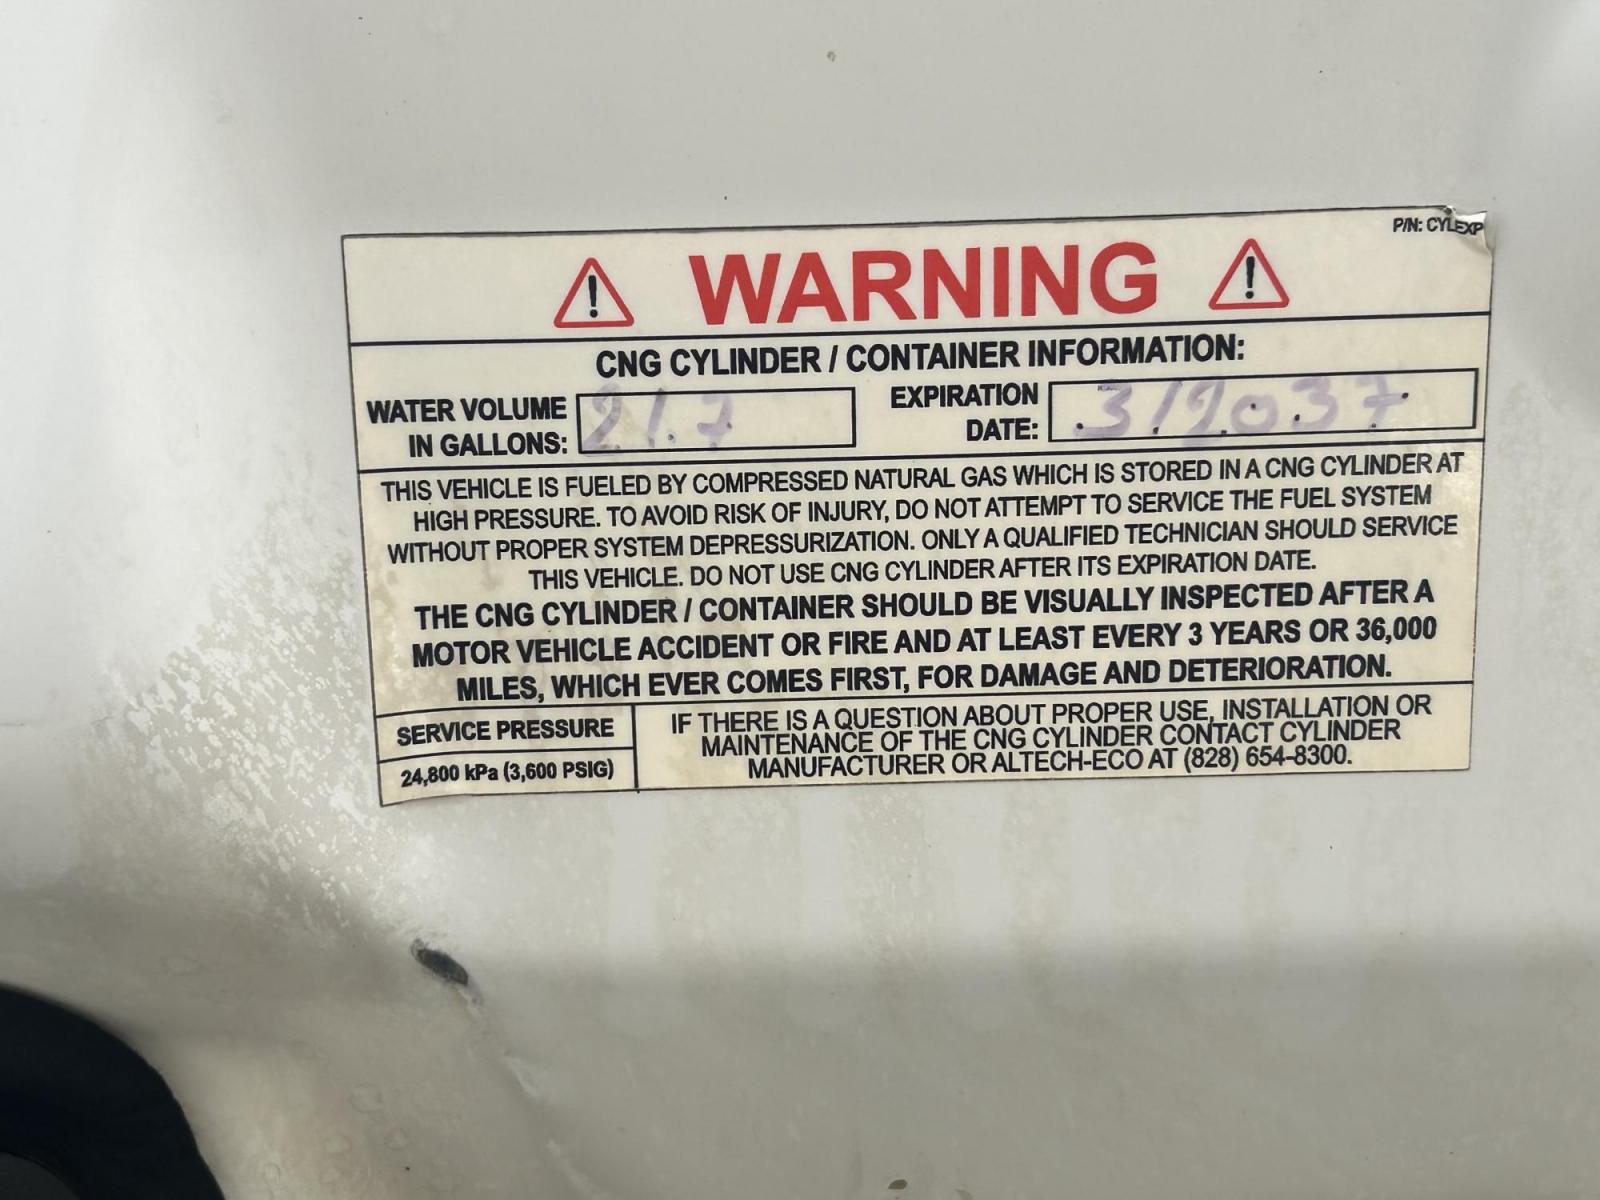 P/N: CYLEXP
WARNING
CNG CYLINDER / CONTAINER INFORMATION:
WATER VOLUME
IN GALLONS:
21.7
EXPIRATION
DATE:
3/2037
THIS VEHICLE IS FUELED BY COMPRESSED NATURAL GAS WHICH IS STORED IN A CNG CYLINDER AT
HIGH PRESSURE. TO AVOID RISK OF INJURY, DO NOT ATTEMPT TO SERVICE THE FUEL SYSTEM
WITHOUT PROPER SYSTEM DEPRESSURIZATION. ONLY A QUALIFIED TECHNICIAN SHOULD SERVICE
THIS VEHICLE. DO NOT USE CNG CYLINDER AFTER ITS EXPIRATION DATE.
THE CNG CYLINDER / CONTAINER SHOULD BE VISUALLY INSPECTED AFTER A
MOTOR VEHICLE ACCIDENT OR FIRE AND AT LEAST EVERY 3 YEARS OR 36,000
MILES, WHICH EVER COMES FIRST, FOR DAMAGE AND DETERIORATION.
SERVICE PRESSURE
24,800 kPa (3,600 PSIG)
IF THERE IS A QUESTION ABOUT PROPER USE, INSTALLATION OR
MAINTENANCE OF THE CNG CYLINDER CONTACT CYLINDER
MANUFACTURER OR ALTECH-ECO AT (828) 654-8300.